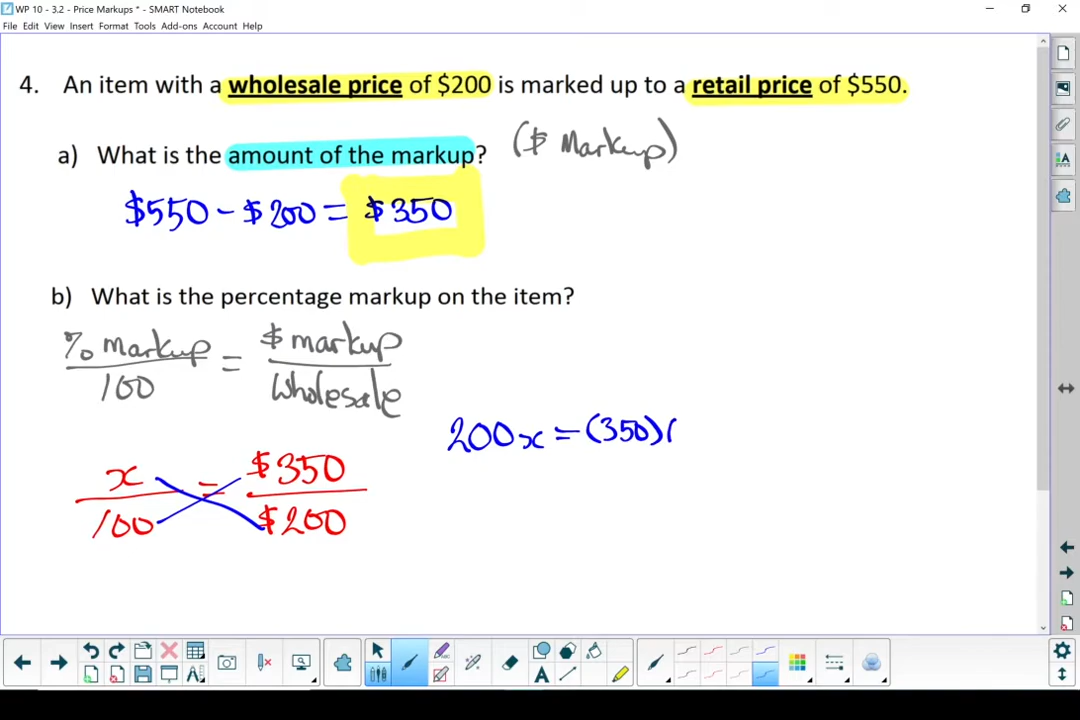 WP 10 - 3.2 - Price Markups * - SMART Notebook
File Edit View Insert Format Tools Add-ons Account Help
4. An item with a wholesale price of $200 is marked up to a retail price of $550.
a) What is the amount of the markup? ($ Markup)
$550 - $200 = $350
b) What is the percentage markup on the item?
% markup / 100 = $ markup / Wholesale
200x = (350)(
x / 100 = $350 / $200